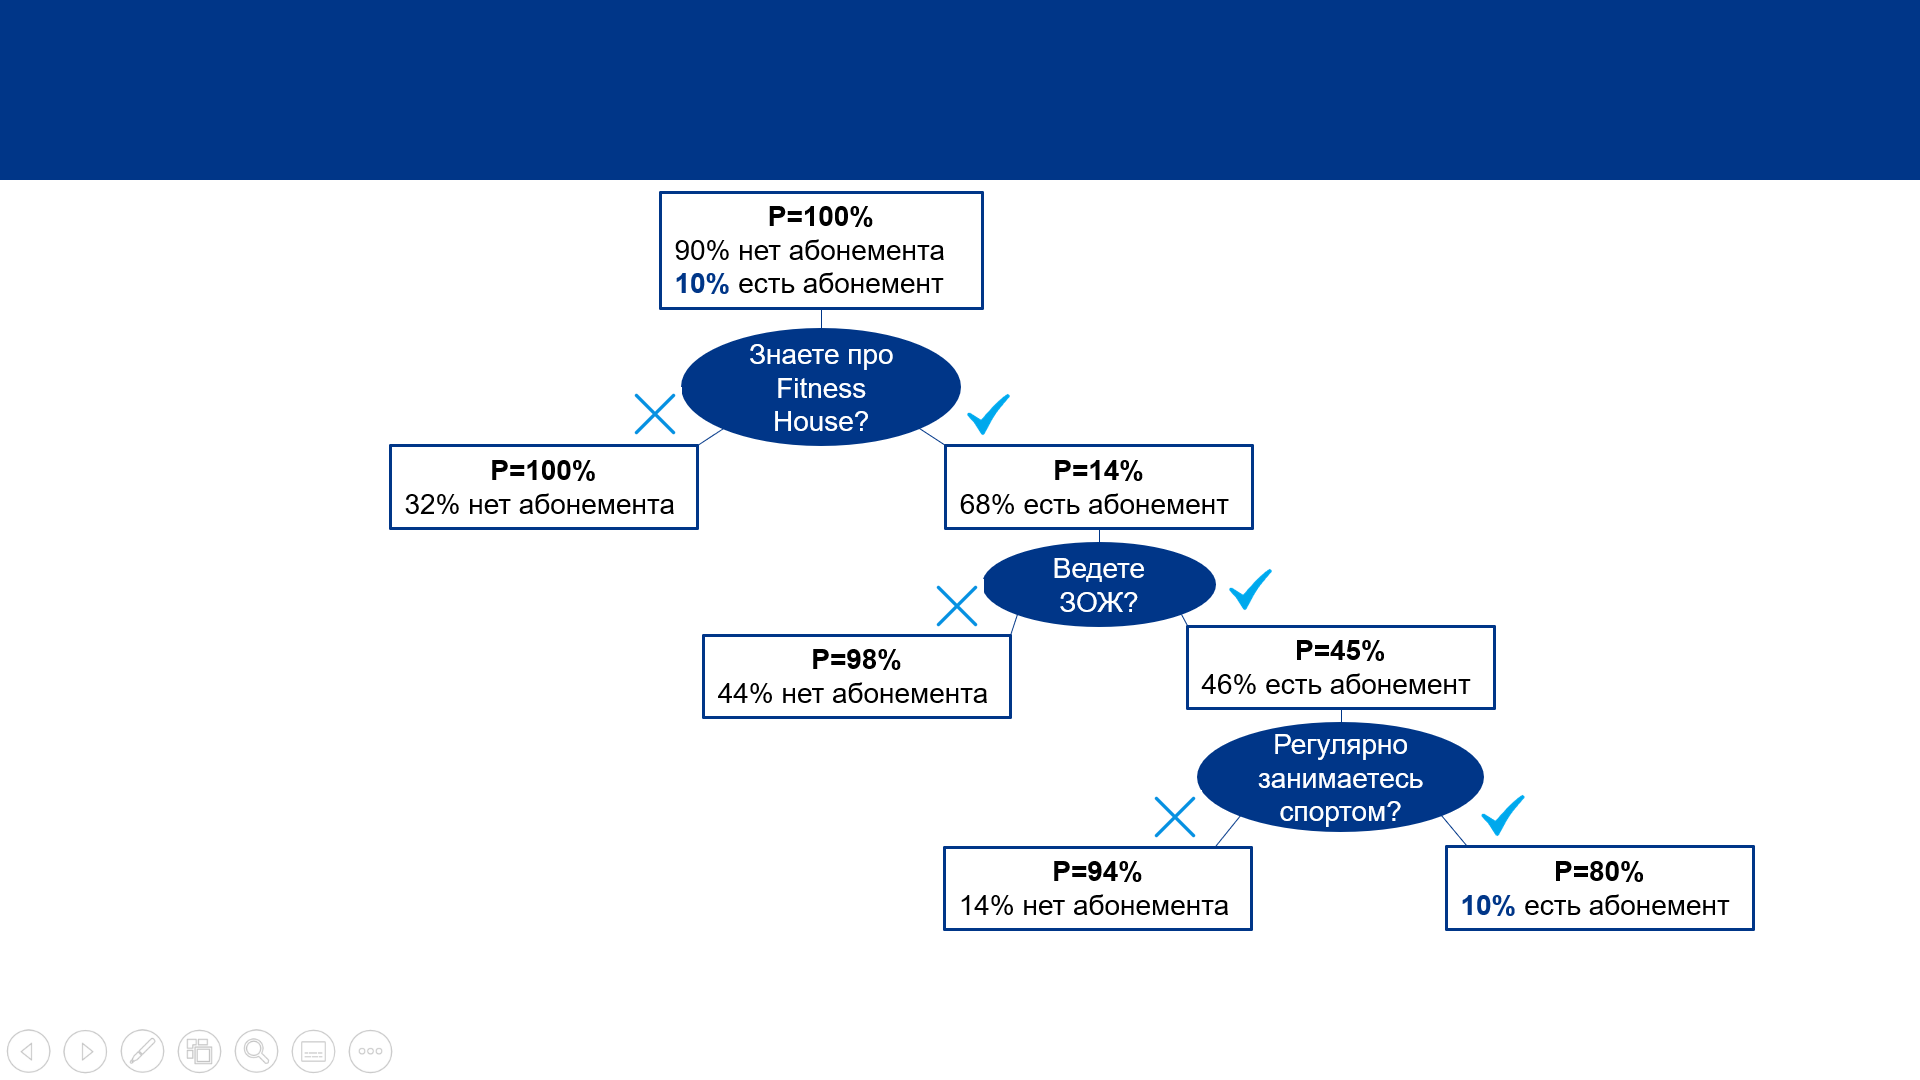 P=100%
90% нет абонемента
10% есть абонемент
Знаете про
Fitness
House?
P=100%
32% нет абонемента
P=14%
68% есть абонемент
Ведете
ЗОЖ?
P=98%
44% нет абонемента
P=45%
46% есть абонемент
Регулярно
занимаетесь
спортом?
P=94%
14% нет абонемента
P=80%
10% есть абонемент